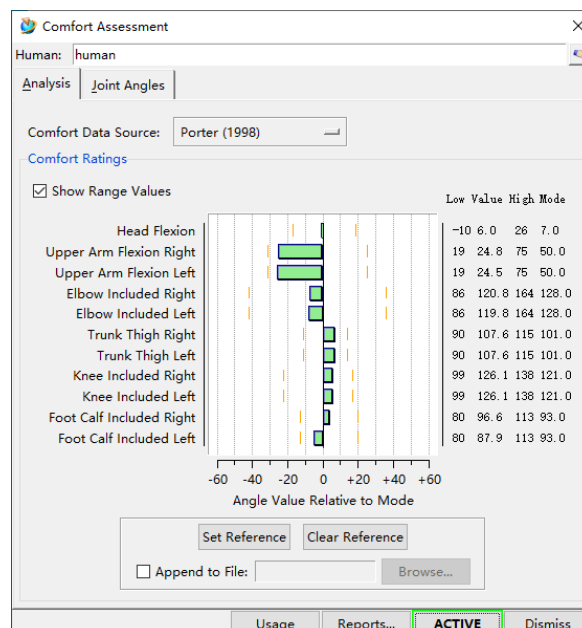 Comfort Assessment
Human: human
Analysis Joint Angles
Comfort Data Source: Porter (1998)
Comfort Ratings
Show Range Values
Low Value High Mode
Head Flexion -10 6.0 26 7.0
Upper Arm Flexion Right 19 24.8 75 50.0
Upper Arm Flexion Left 19 24.5 75 50.0
Elbow Included Right 86 120.8 164 128.0
Elbow Included Left 86 119.8 164 128.0
Trunk Thigh Right 90 107.6 115 101.0
Trunk Thigh Left 90 107.6 115 101.0
Knee Included Right 99 126.1 138 121.0
Knee Included Left 99 126.1 138 121.0
Foot Calf Included Right 80 96.6 113 93.0
Foot Calf Included Left 80 87.9 113 93.0
-60 -40 -20 0 +20 +40 +60
Angle Value Relative to Mode
Set Reference Clear Reference
Append to File: Browse...
Usage Reports... ACTIVE Dismiss